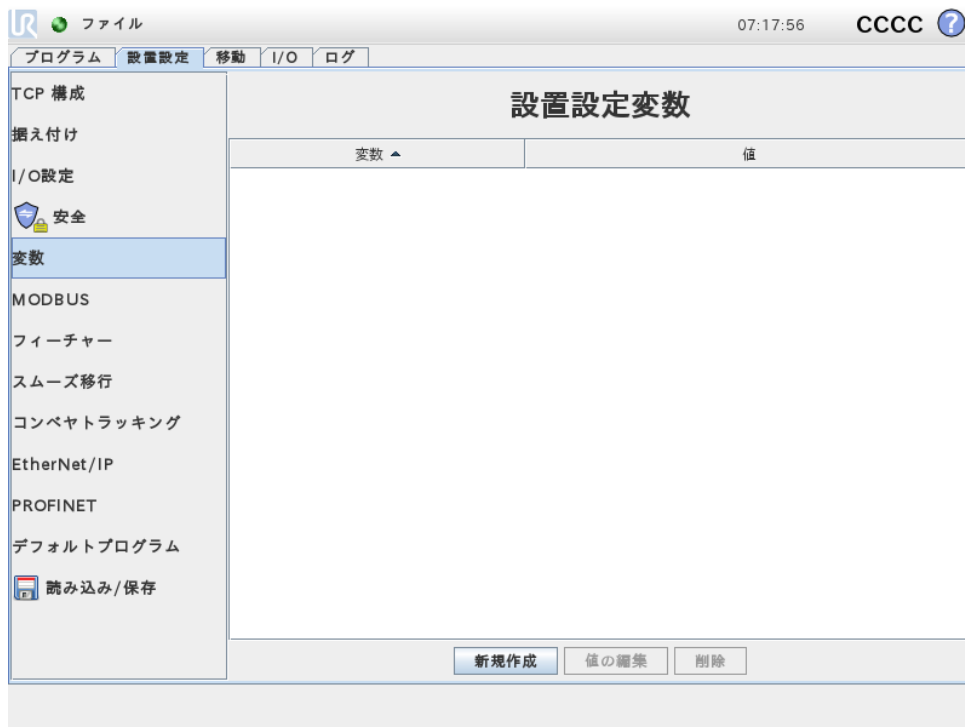 UR ファイル 07:17:56 CCCC ?
プログラム 設置設定 移動 I/O ログ
TCP 構成
設置設定変数
据え付け
変数 値
I/O設定
安全
変数
MODBUS
フィーチャー
スムーズ移行
コンベヤトラッキング
EtherNet/IP
PROFINET
デフォルトプログラム
読み込み/保存
新規作成 値の編集 削除